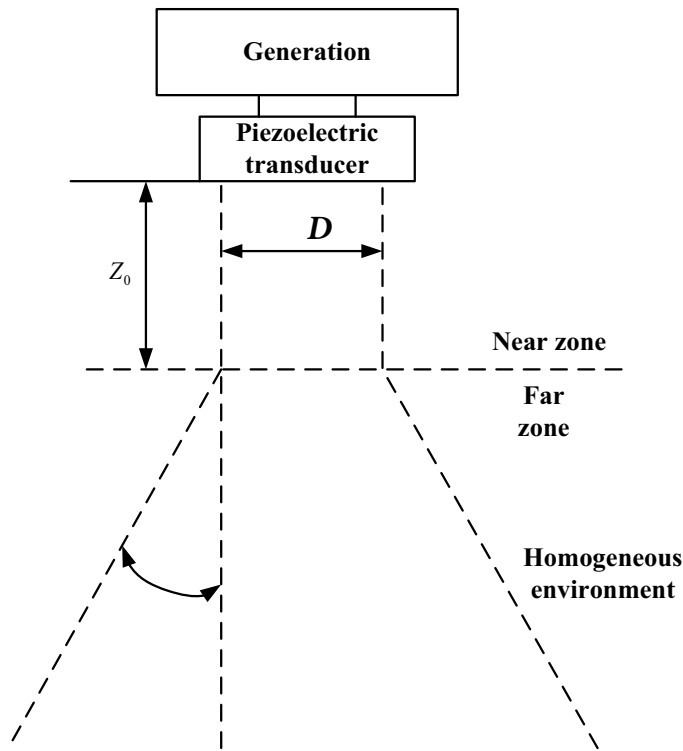 Generation
Piezoelectric
transducer
D
Z₀
Near zone
Far
zone
Homogeneous
environment